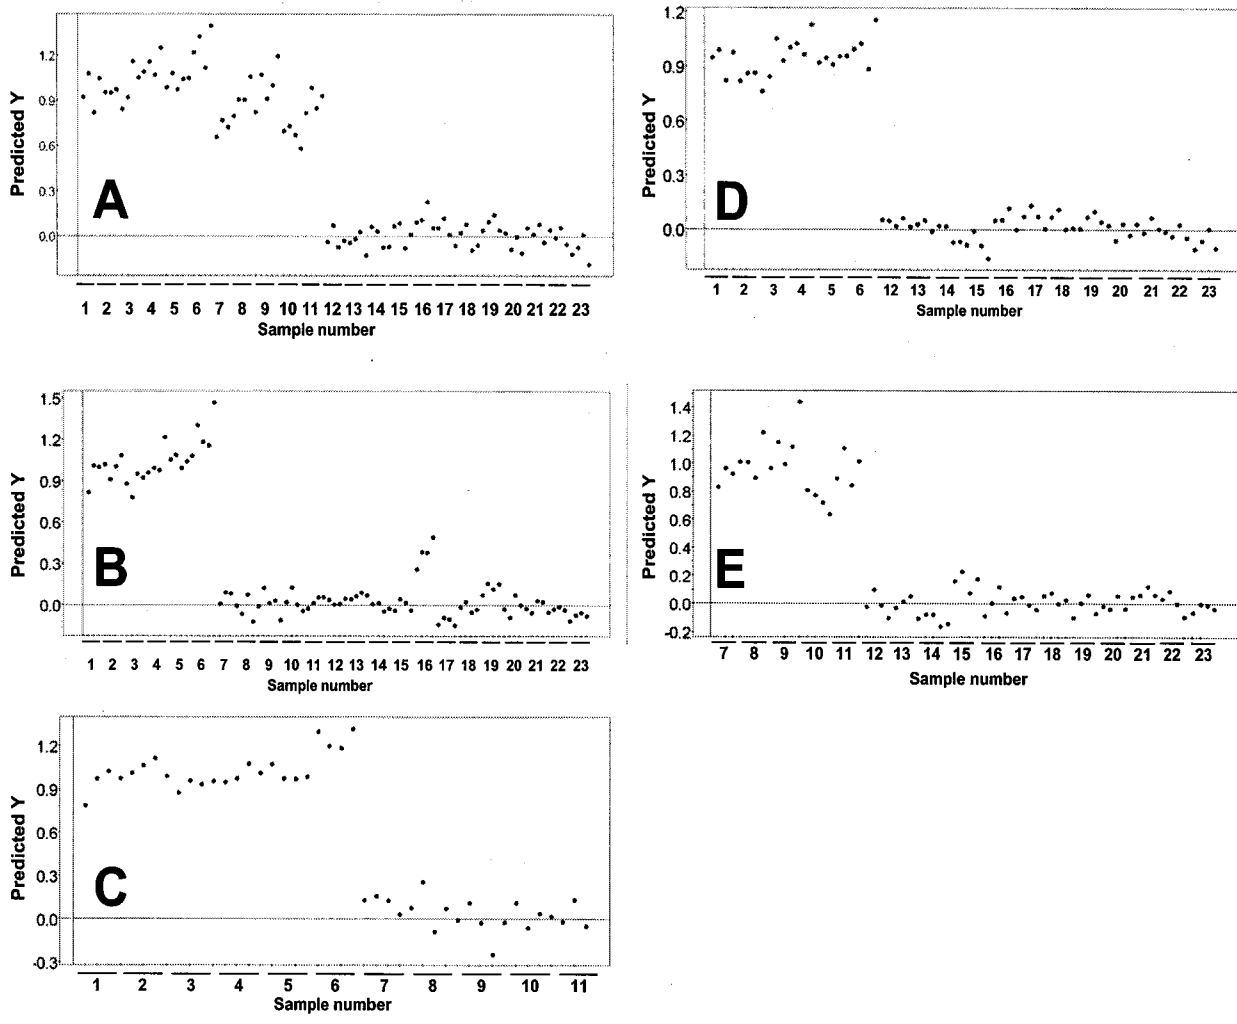 Predicted Y
1.2
0.9
0.6
0.3
0.0
A
1 2 3 4 5 6 7 8 9 10 11 12 13 14 15 16 17 18 19 20 21 22 23
Sample number
Predicted Y
1.2
0.9
0.6
0.3
0.0
D
1 2 3 4 5 6 12 13 14 15 16 17 18 19 20 21 22 23
Sample number
Predicted Y
1.5
1.2
0.9
0.6
0.3
0.0
B
1 2 3 4 5 6 7 8 9 10 11 12 13 14 15 16 17 18 19 20 21 22 23
Sample number
Predicted Y
1.4
1.2
1.0
0.8
0.6
0.4
0.2
0.0
-0.2
E
7 8 9 10 11 12 13 14 15 16 17 18 19 20 21 22 23
Sample number
Predicted Y
1.2
0.9
0.6
0.3
0.0
-0.3
C
1 2 3 4 5 6 7 8 9 10 11
Sample number